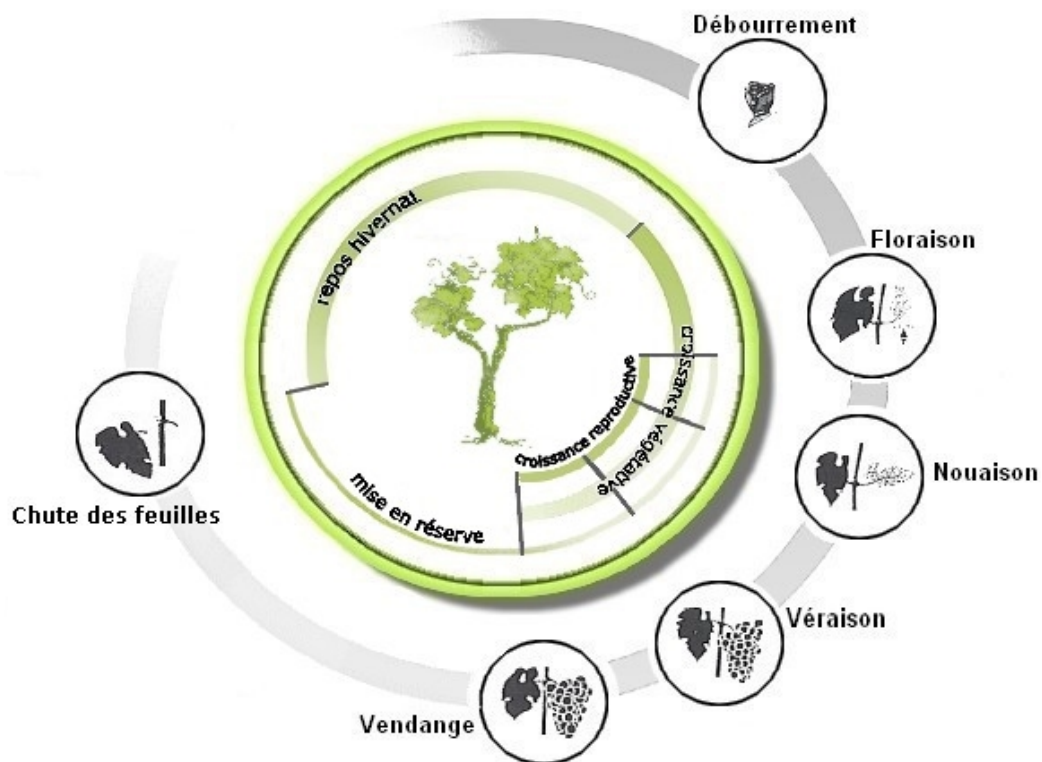 Débourrement
Floraison
Nouaison
Véraison
Vendange
Chute des feuilles
repos hivernal
croissance végétative
croissance reproductive
mise en réserve